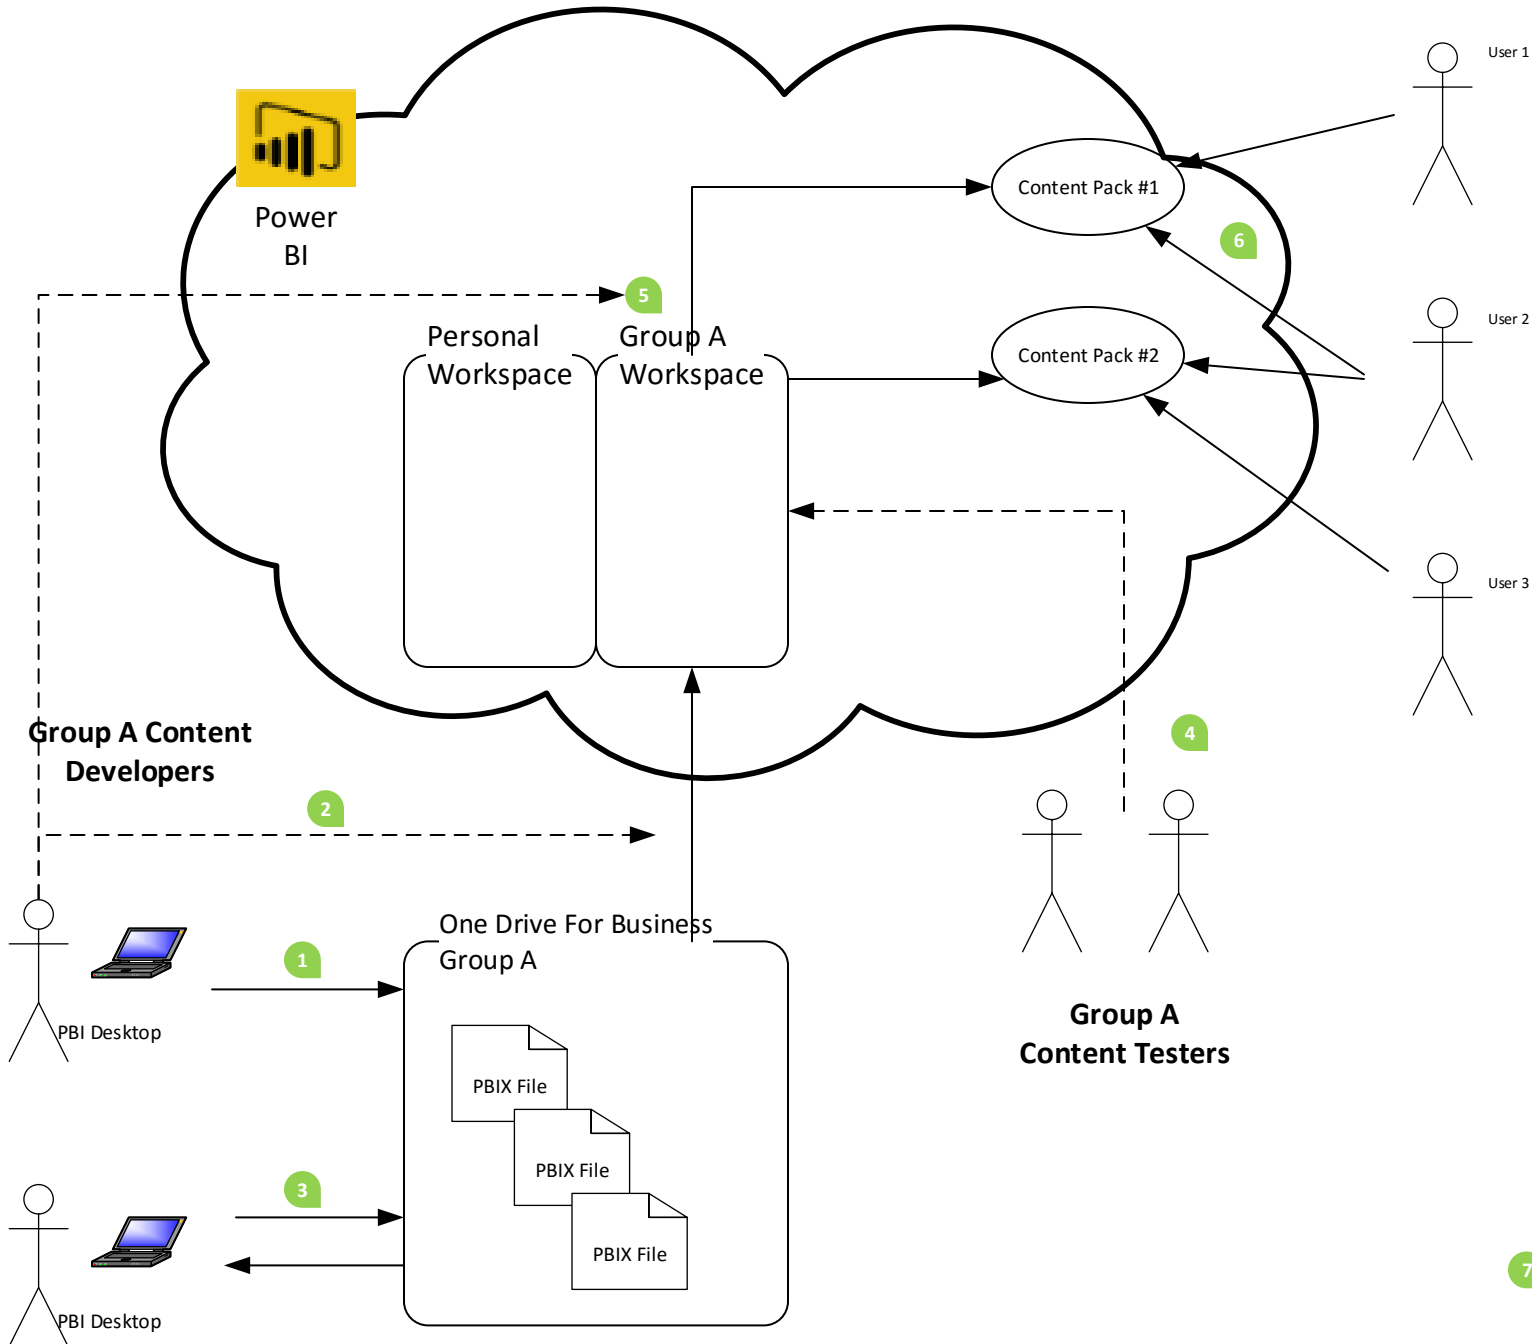 User 1
Power
BI
Content Pack #1
6
5
User 2
Personal
Workspace
Group A
Workspace
Content Pack #2
User 3
Group A Content
Developers
4
2
One Drive For Business
Group A
1
PBI Desktop
Group A
Content Testers
PBIX File
PBIX File
3
PBIX File
7
PBI Desktop